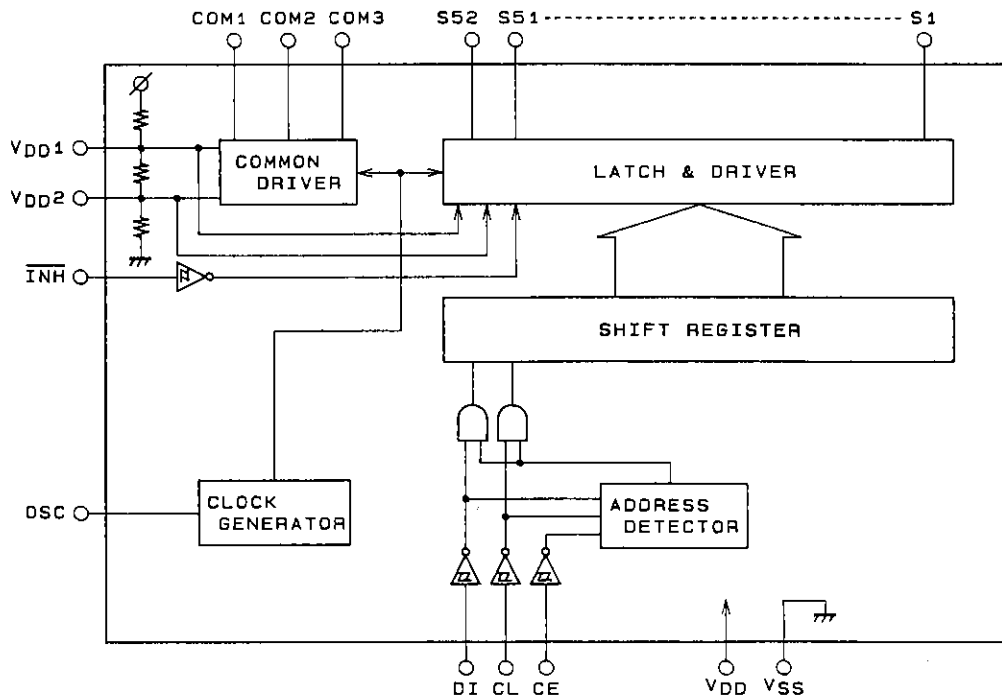 COM1 COM2 COM3 S52 S51 S1
VDD1
COMMON
DRIVER
LATCH & DRIVER
VDD2
INH
SHIFT REGISTER
OSC
CLOCK
GENERATOR
ADDRESS
DETECTOR
DI CL CE VDD VSS